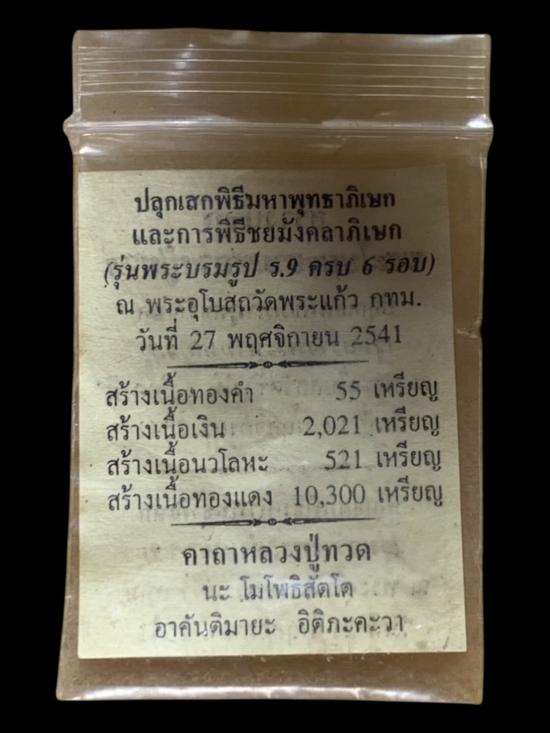 ปลุกเสกพิธีมหาพุทธาภิเษก
และการพิธีชยมังคลาภิเษก
(รุ่นพระบรมรูป ร.9 ครบ 6 รอบ)
ณ พระอุโบสถวัดพระแก้ว กทม.
วันที่ 27 พฤศจิกายน 2541
สร้างเนื้อทองคำ 55 เหรียญ
สร้างเนื้อเงิน 2,021 เหรียญ
สร้างเนื้อนวโลหะ 521 เหรียญ
สร้างเนื้อทองแดง 10,300 เหรียญ
คาถาหลวงปู่ทวด
นะ โมโพธิสัตโต
อาคันติมายะ อิติภะคะวา